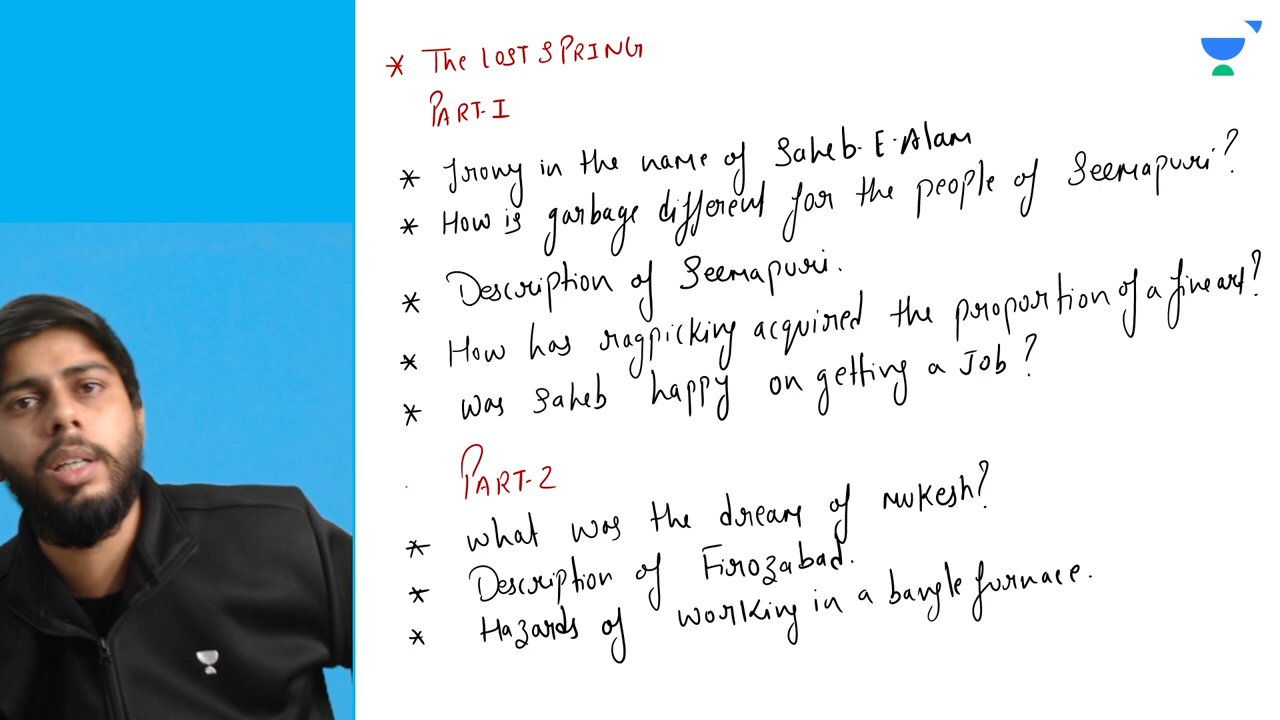 * The LOST SPRING
PART-I
* Irony in the name of Saheb-E-Alam
* How is garbage different for the people of Seemapuri?
* Description of Seemapuri.
* How has ragpicking acquired the proportion of a fine art?
* was Saheb happy on getting a Job?
PART-2
* what was the dream of mukesh?
* Description of Firozabad.
* Hazards of working in a bangle furnace.